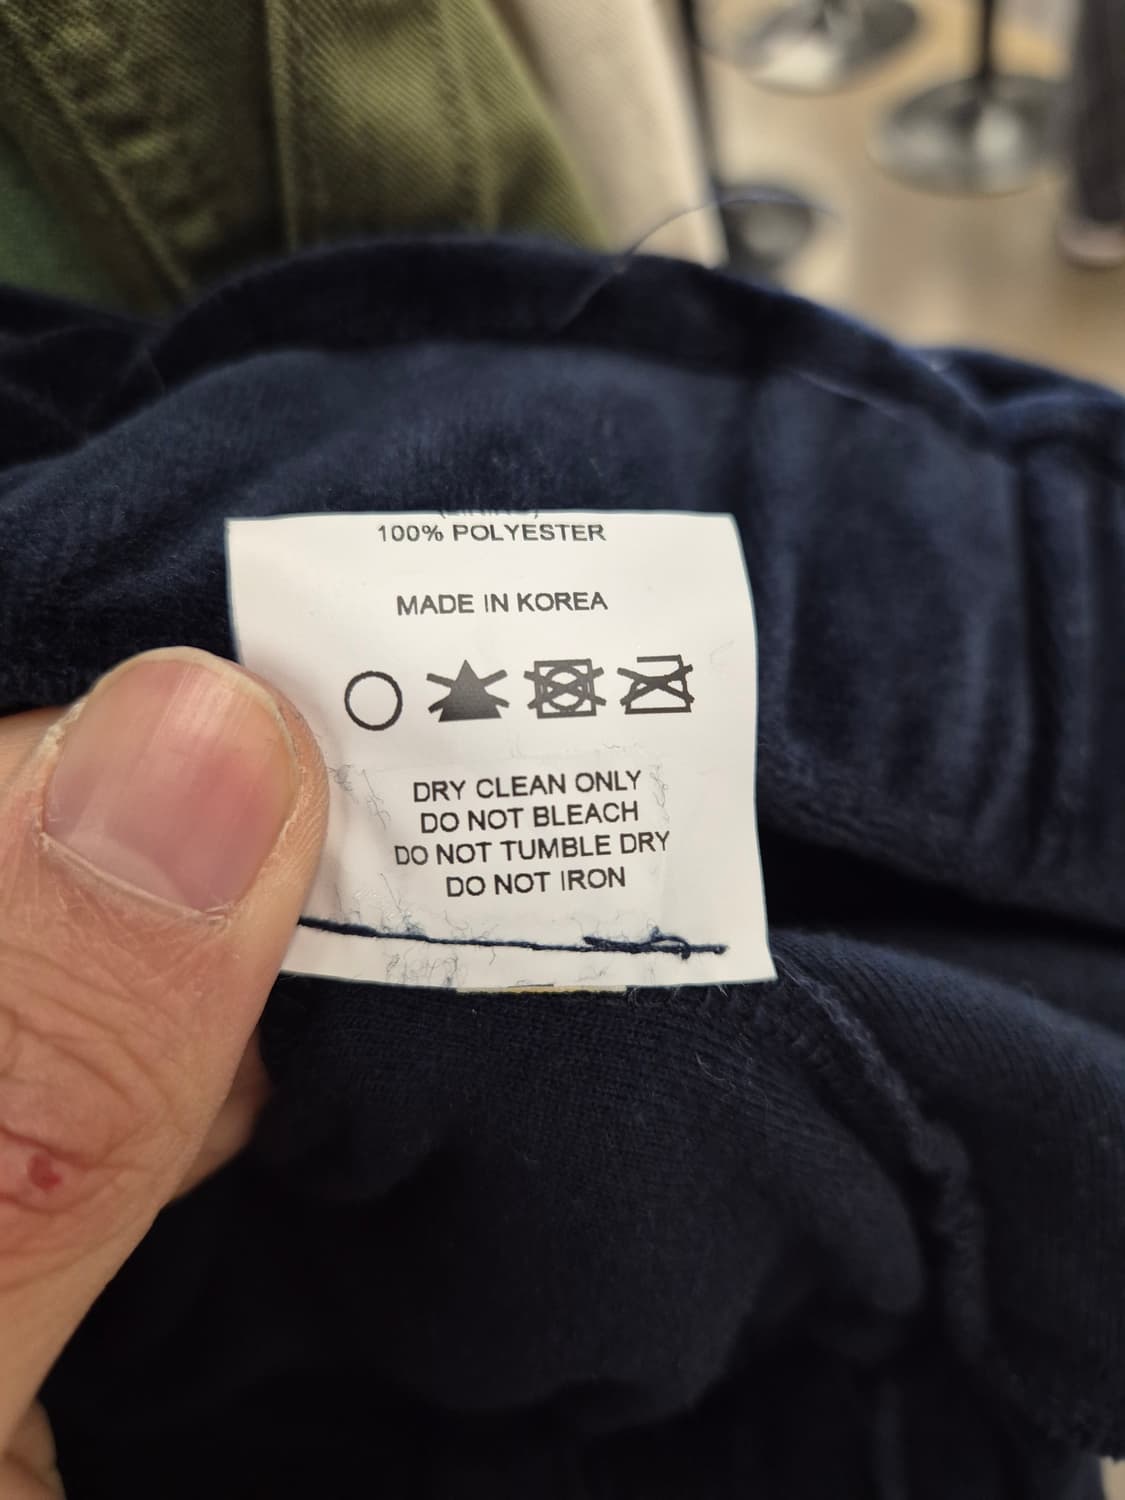 100% POLYESTER
MADE IN KOREA
DRY CLEAN ONLY
DO NOT BLEACH
DO NOT TUMBLE DRY
DO NOT IRON